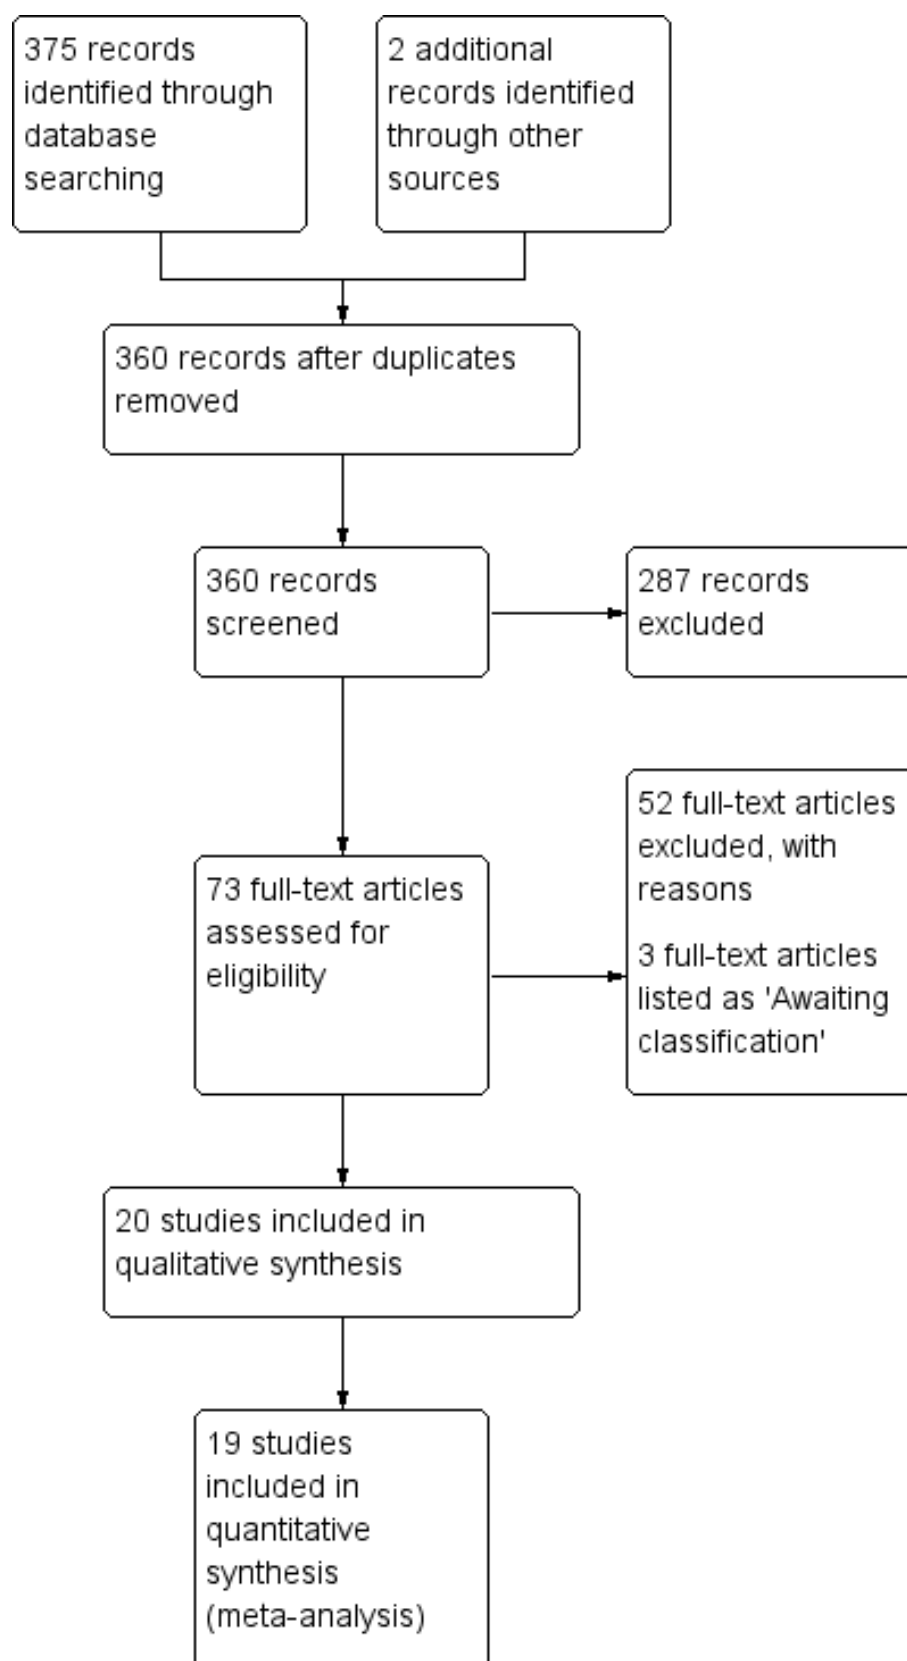 375 records
identified through
database
searching
2 additional
records identified
through other
sources
360 records after duplicates
removed
360 records
screened
287 records
excluded
73 full-text articles
assessed for
eligibility
52 full-text articles
excluded, with
reasons
3 full-text articles
listed as 'Awaiting
classification'
20 studies included in
qualitative synthesis
19 studies
included in
quantitative
synthesis
(meta-analysis)